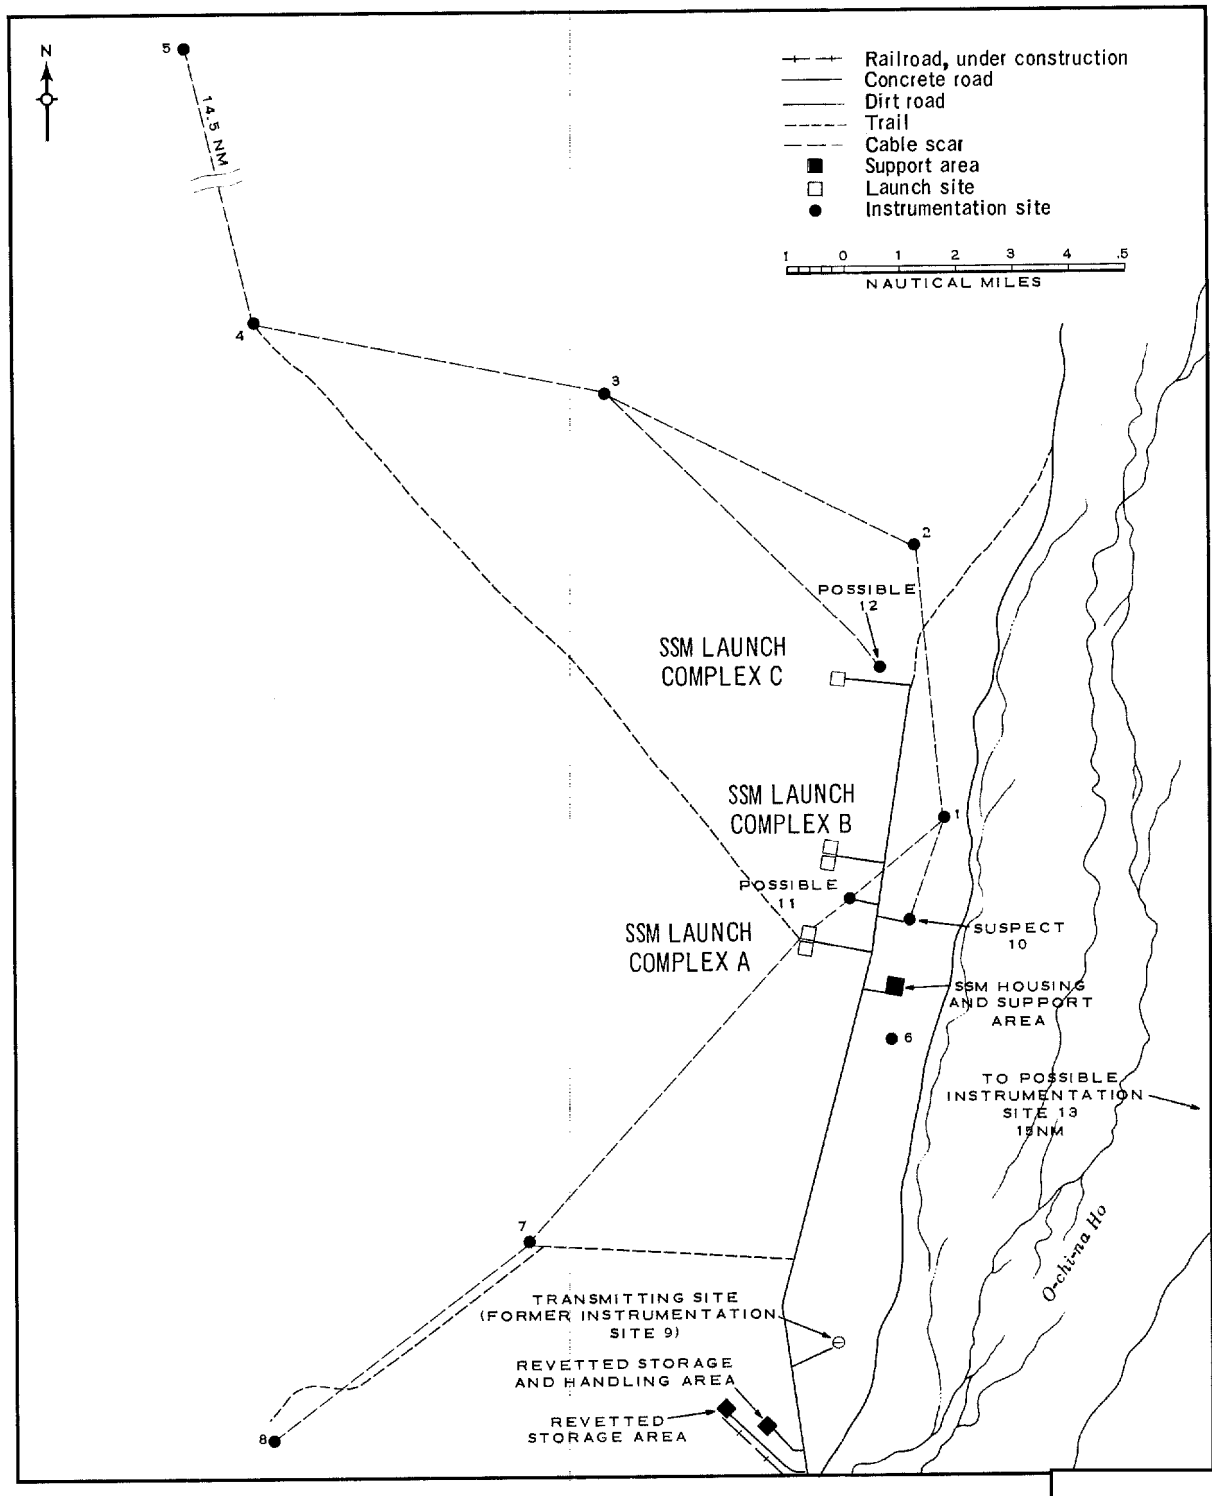 N
5
14.5 NM
Railroad, under construction
Concrete road
Dirt road
Trail
Cable scar
Support area
Launch site
Instrumentation site
1 0 1 2 3 4 .5
NAUTICAL MILES
4
3
2
POSSIBLE
12
SSM LAUNCH
COMPLEX C
SSM LAUNCH
COMPLEX B
1
POSSIBLE
11
SSM LAUNCH
COMPLEX A
SUSPECT
10
SSM HOUSING
AND SUPPORT
AREA
6
TO POSSIBLE
INSTRUMENTATION
SITE 13
15NM
O-chi-na Ho
7
TRANSMITTING SITE
(FORMER INSTRUMENTATION
SITE 9)
REVETTED STORAGE
AND HANDLING AREA
REVETTED
STORAGE AREA
8